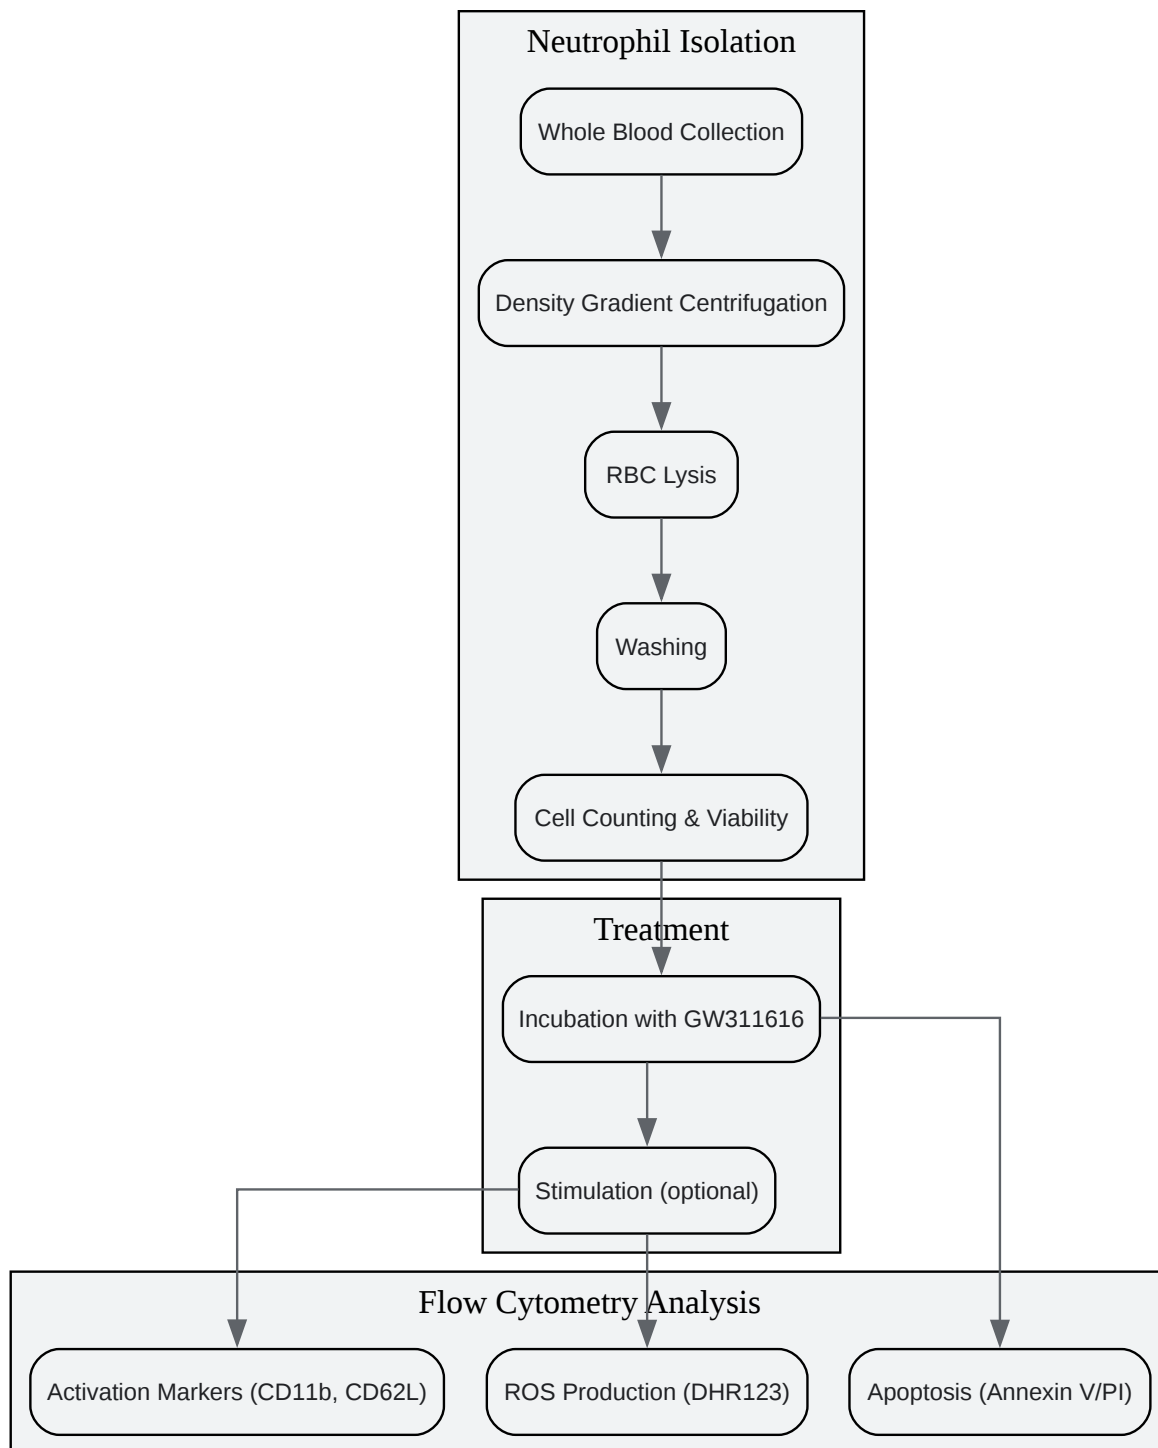 Neutrophil Isolation
Whole Blood Collection
Density Gradient Centrifugation
RBC Lysis
Washing
Cell Counting & Viability
Treatment
Incubation with GW311616
Stimulation (optional)
Flow Cytometry Analysis
Activation Markers (CD11b, CD62L)
ROS Production (DHR123)
Apoptosis (Annexin V/PI)